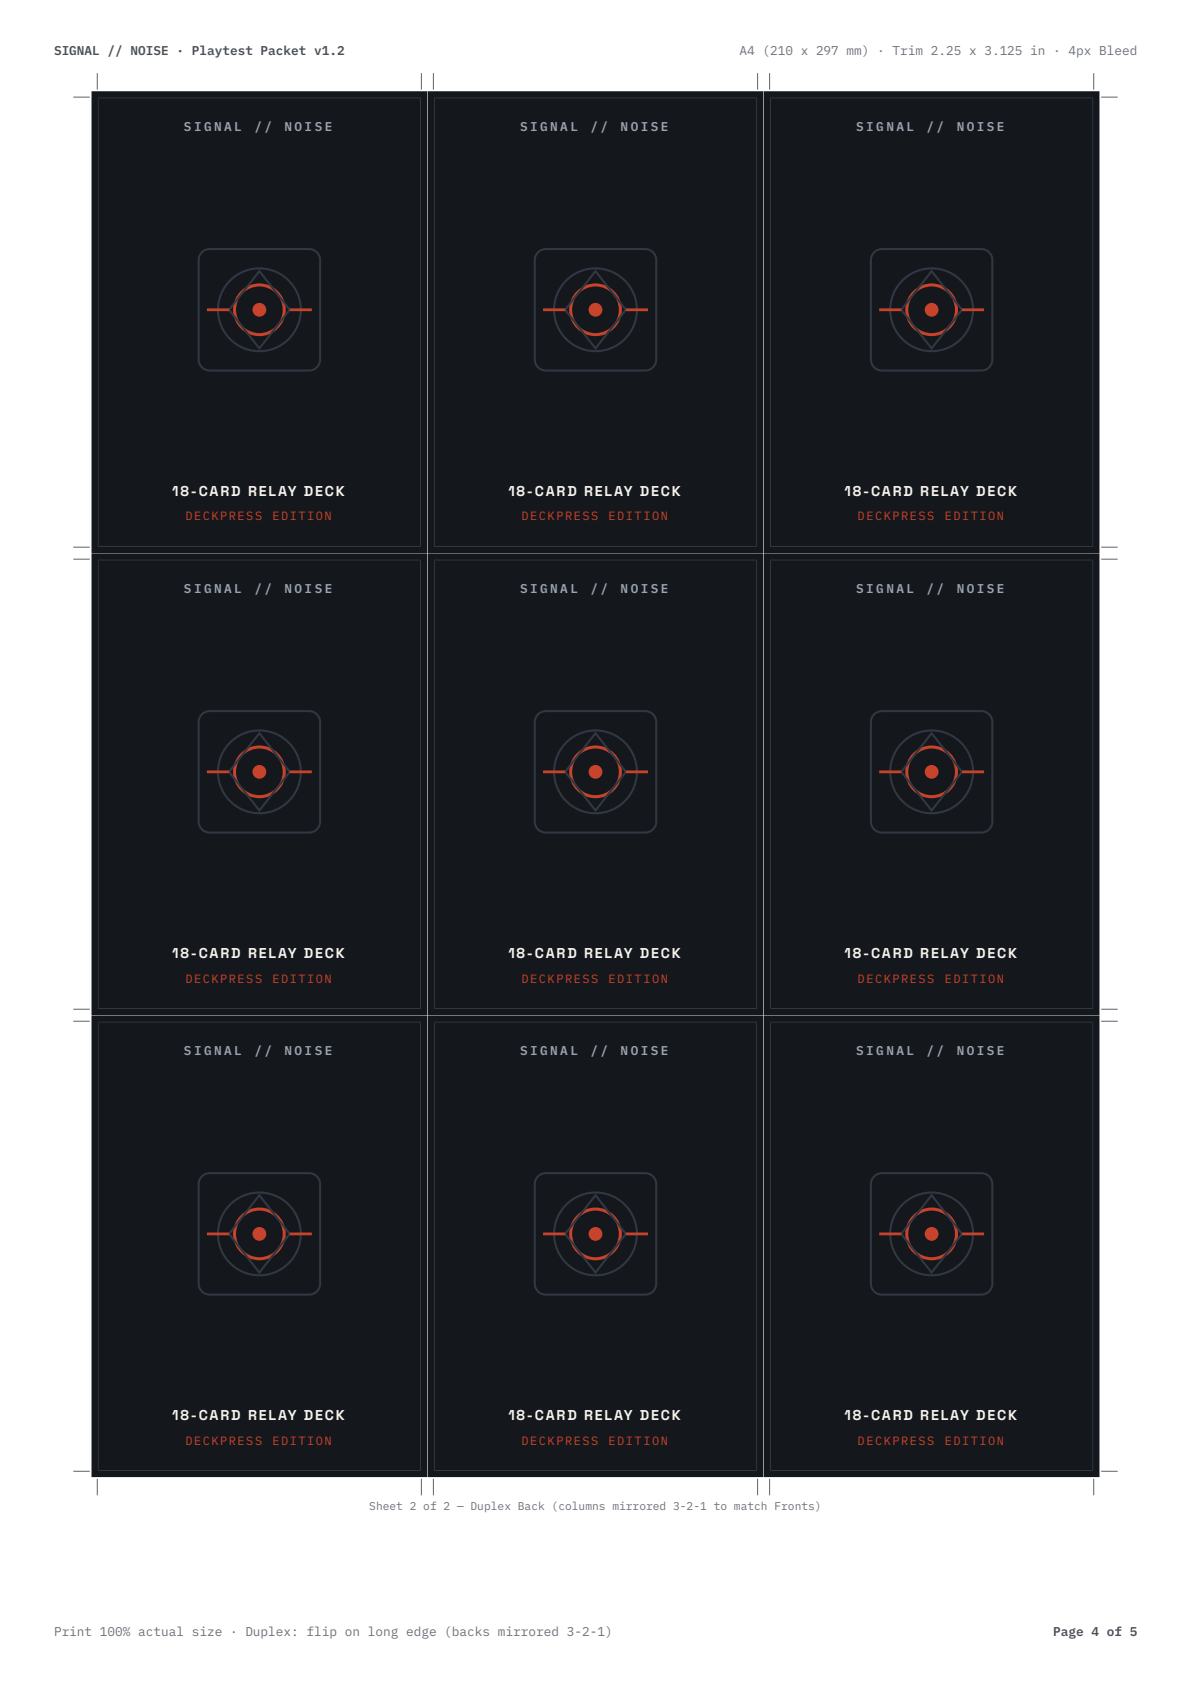 SIGNAL // NOISE · Playtest Packet v1.2
A4 (210 x 297 mm) · Trim 2.25 x 3.125 in · 4px Bleed
SIGNAL // NOISE
SIGNAL // NOISE
SIGNAL // NOISE
18-CARD RELAY DECK
18-CARD RELAY DECK
18-CARD RELAY DECK
DECKPRESS EDITION
DECKPRESS EDITION
DECKPRESS EDITION
SIGNAL // NOISE
SIGNAL // NOISE
SIGNAL // NOISE
18-CARD RELAY DECK
18-CARD RELAY DECK
18-CARD RELAY DECK
DECKPRESS EDITION
DECKPRESS EDITION
DECKPRESS EDITION
SIGNAL // NOISE
SIGNAL // NOISE
SIGNAL // NOISE
18-CARD RELAY DECK
18-CARD RELAY DECK
18-CARD RELAY DECK
DECKPRESS EDITION
DECKPRESS EDITION
DECKPRESS EDITION
Sheet 2 of 2 — Duplex Back (columns mirrored 3-2-1 to match Fronts)
Print 100% actual size · Duplex: flip on long edge (backs mirrored 3-2-1)
Page 4 of 5